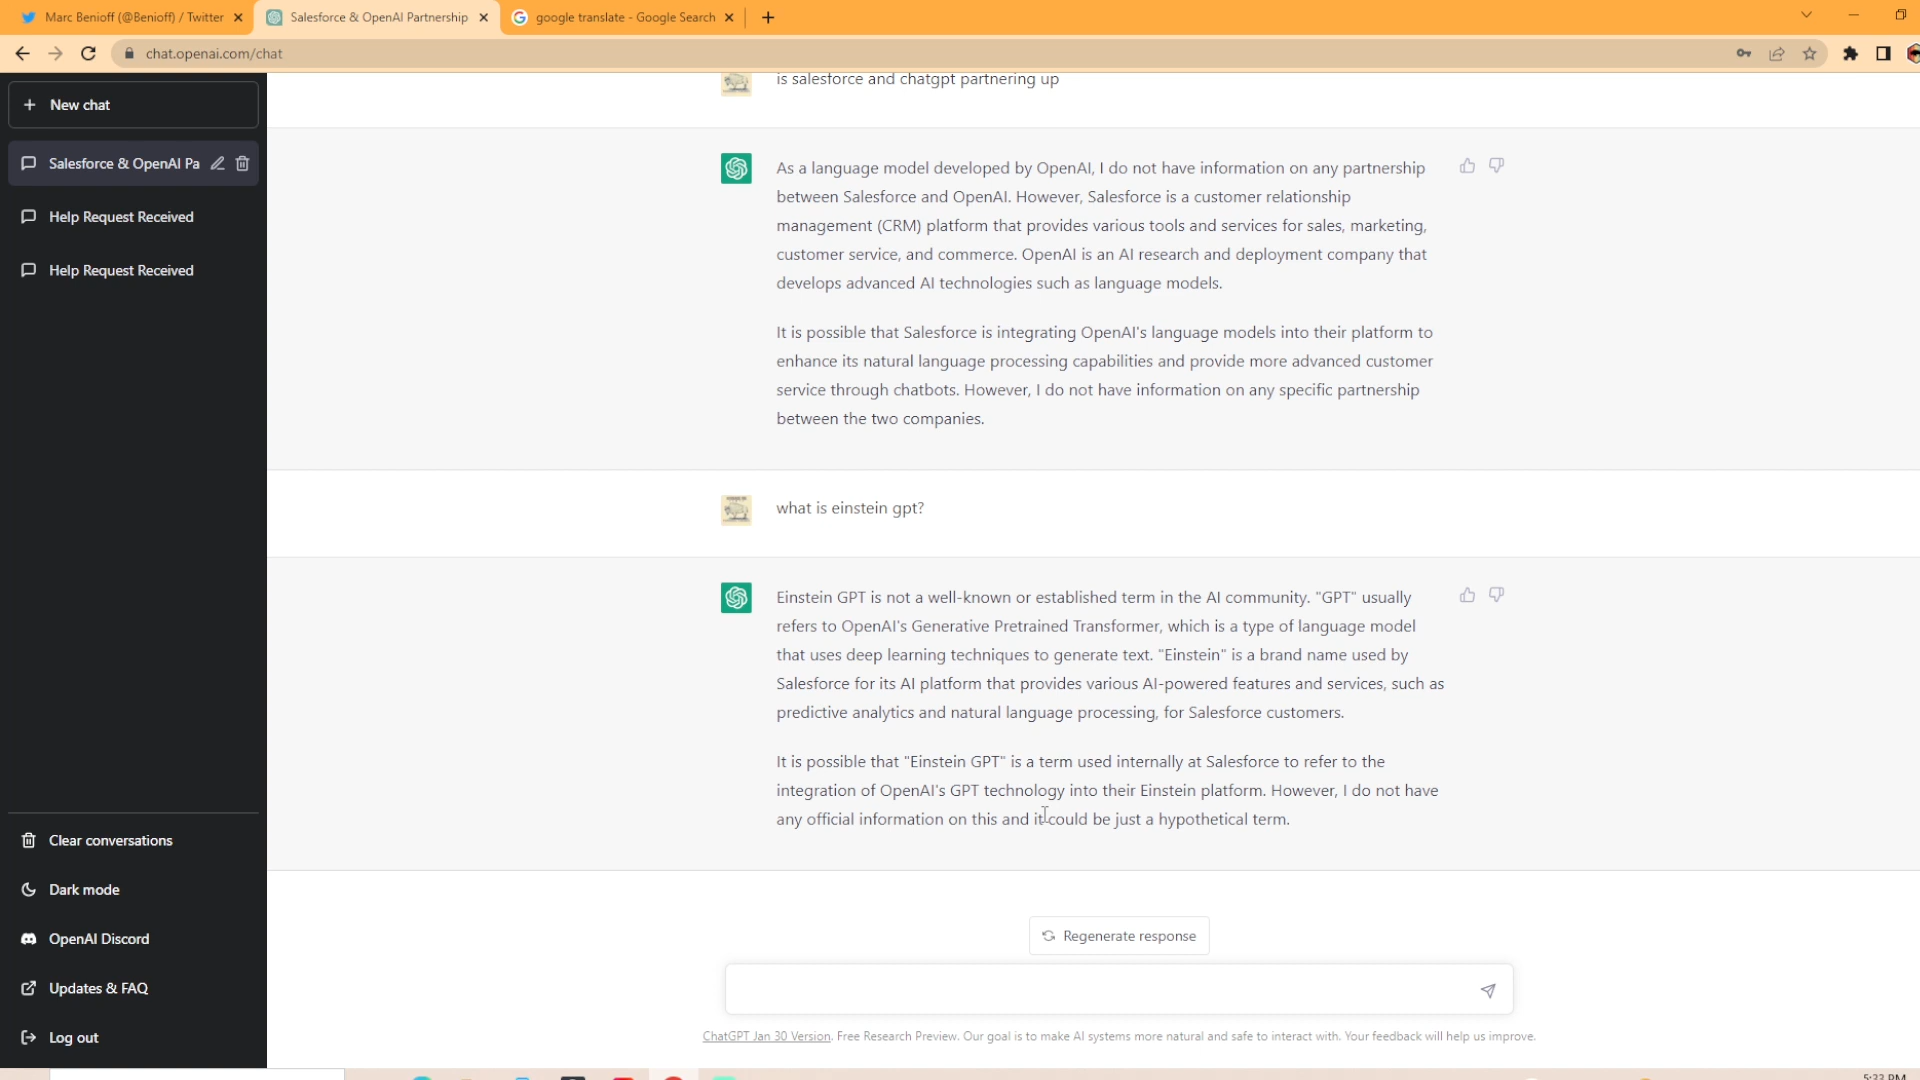 Marc Benioff (@Benioff) / Twitter
Salesforce & OpenAI Partnership
google translate - Google Search
chat.openai.com/chat
New chat
Salesforce & OpenAI Pa
Help Request Received
Help Request Received
is salesforce and chatgpt partnering up
As a language model developed by OpenAI, I do not have information on any partnership
between Salesforce and OpenAI. However, Salesforce is a customer relationship
management (CRM) platform that provides various tools and services for sales, marketing,
customer service, and commerce. OpenAI is an AI research and deployment company that
develops advanced AI technologies such as language models.
It is possible that Salesforce is integrating OpenAI's language models into their platform to
enhance its natural language processing capabilities and provide more advanced customer
service through chatbots. However, I do not have information on any specific partnership
between the two companies.
what is einstein gpt?
Einstein GPT is not a well-known or established term in the AI community. "GPT" usually
refers to OpenAI's Generative Pretrained Transformer, which is a type of language model
that uses deep learning techniques to generate text. "Einstein" is a brand name used by
Salesforce for its AI platform that provides various AI-powered features and services, such as
predictive analytics and natural language processing, for Salesforce customers.
It is possible that "Einstein GPT" is a term used internally at Salesforce to refer to the
integration of OpenAI's GPT technology into their Einstein platform. However, I do not have
any official information on this and it could be just a hypothetical term.
Clear conversations
Dark mode
OpenAI Discord
Updates & FAQ
Log out
Regenerate response
ChatGPT Jan 30 Version. Free Research Preview. Our goal is to make AI systems more natural and safe to interact with. Your feedback will help us improve.
5:33 PM